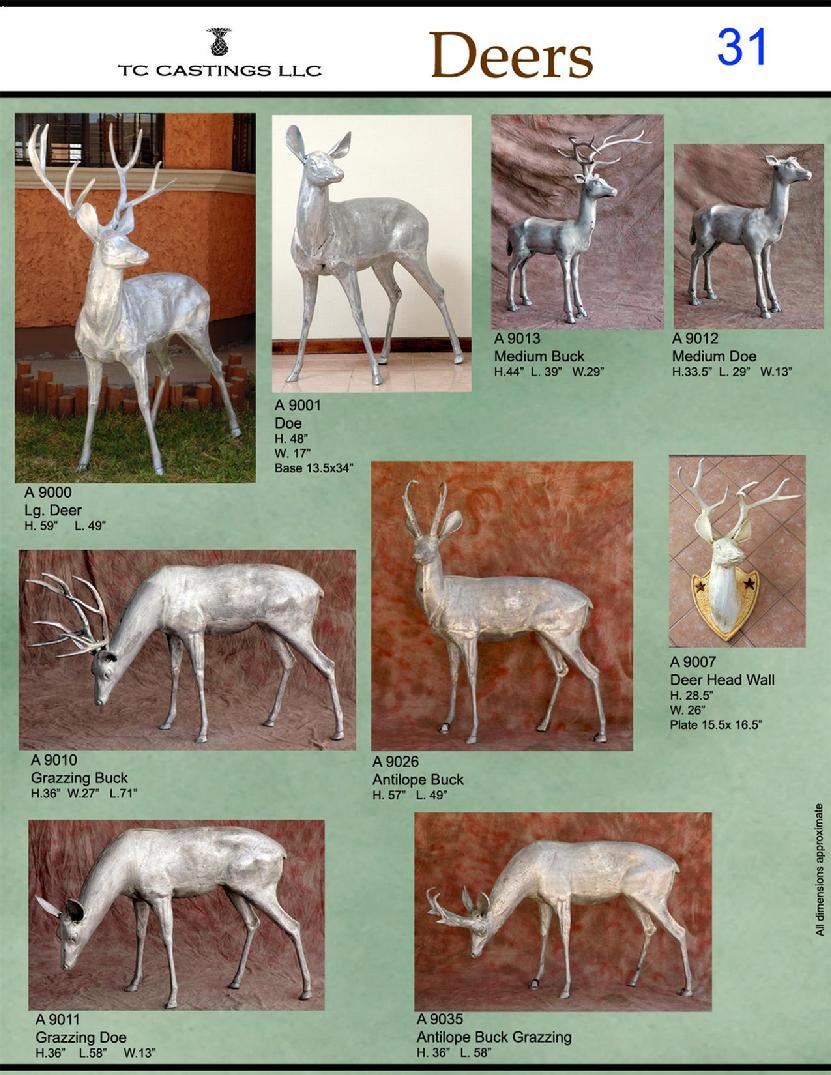 TC CASTINGS LLC
Deers
31
A 9000
Lg. Deer
H. 59" L. 49"
A 9001
Doe
H. 48"
W. 17"
Base 13.5x34"
A 9013
Medium Buck
H.44" L. 39" W.29"
A 9012
Medium Doe
H.33.5" L. 29" W.13"
A 9010
Grazzing Buck
H.36" W.27" L.71"
A 9026
Antilope Buck
H. 57" L. 49"
A 9007
Deer Head Wall
H. 28.5"
W. 26"
Plate 15.5x 16.5"
A 9011
Grazzing Doe
H.36" L.58" W.13"
A 9035
Antilope Buck Grazzing
H. 36" L. 58"
All dimensions approximate